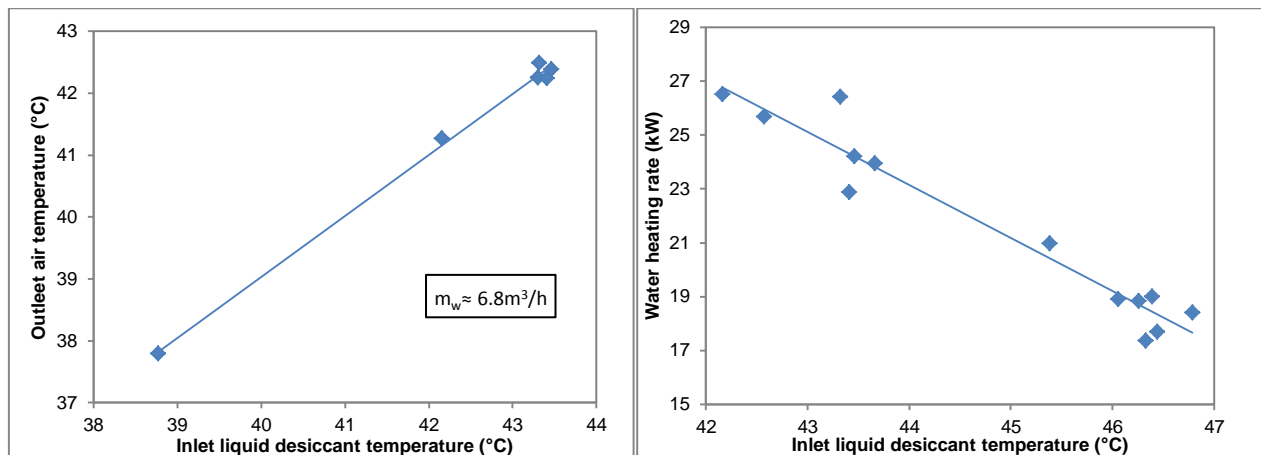 Outleet air temperature (°C)
43
42
41
40
39
38
37
m_w≈ 6.8m³/h
38 39 40 41 42 43 44
Inlet liquid desiccant temperature (°C)
Water heating rate (kW)
29
27
25
23
21
19
17
15
42 43 44 45 46 47
Inlet liquid desiccant temperature (°C)